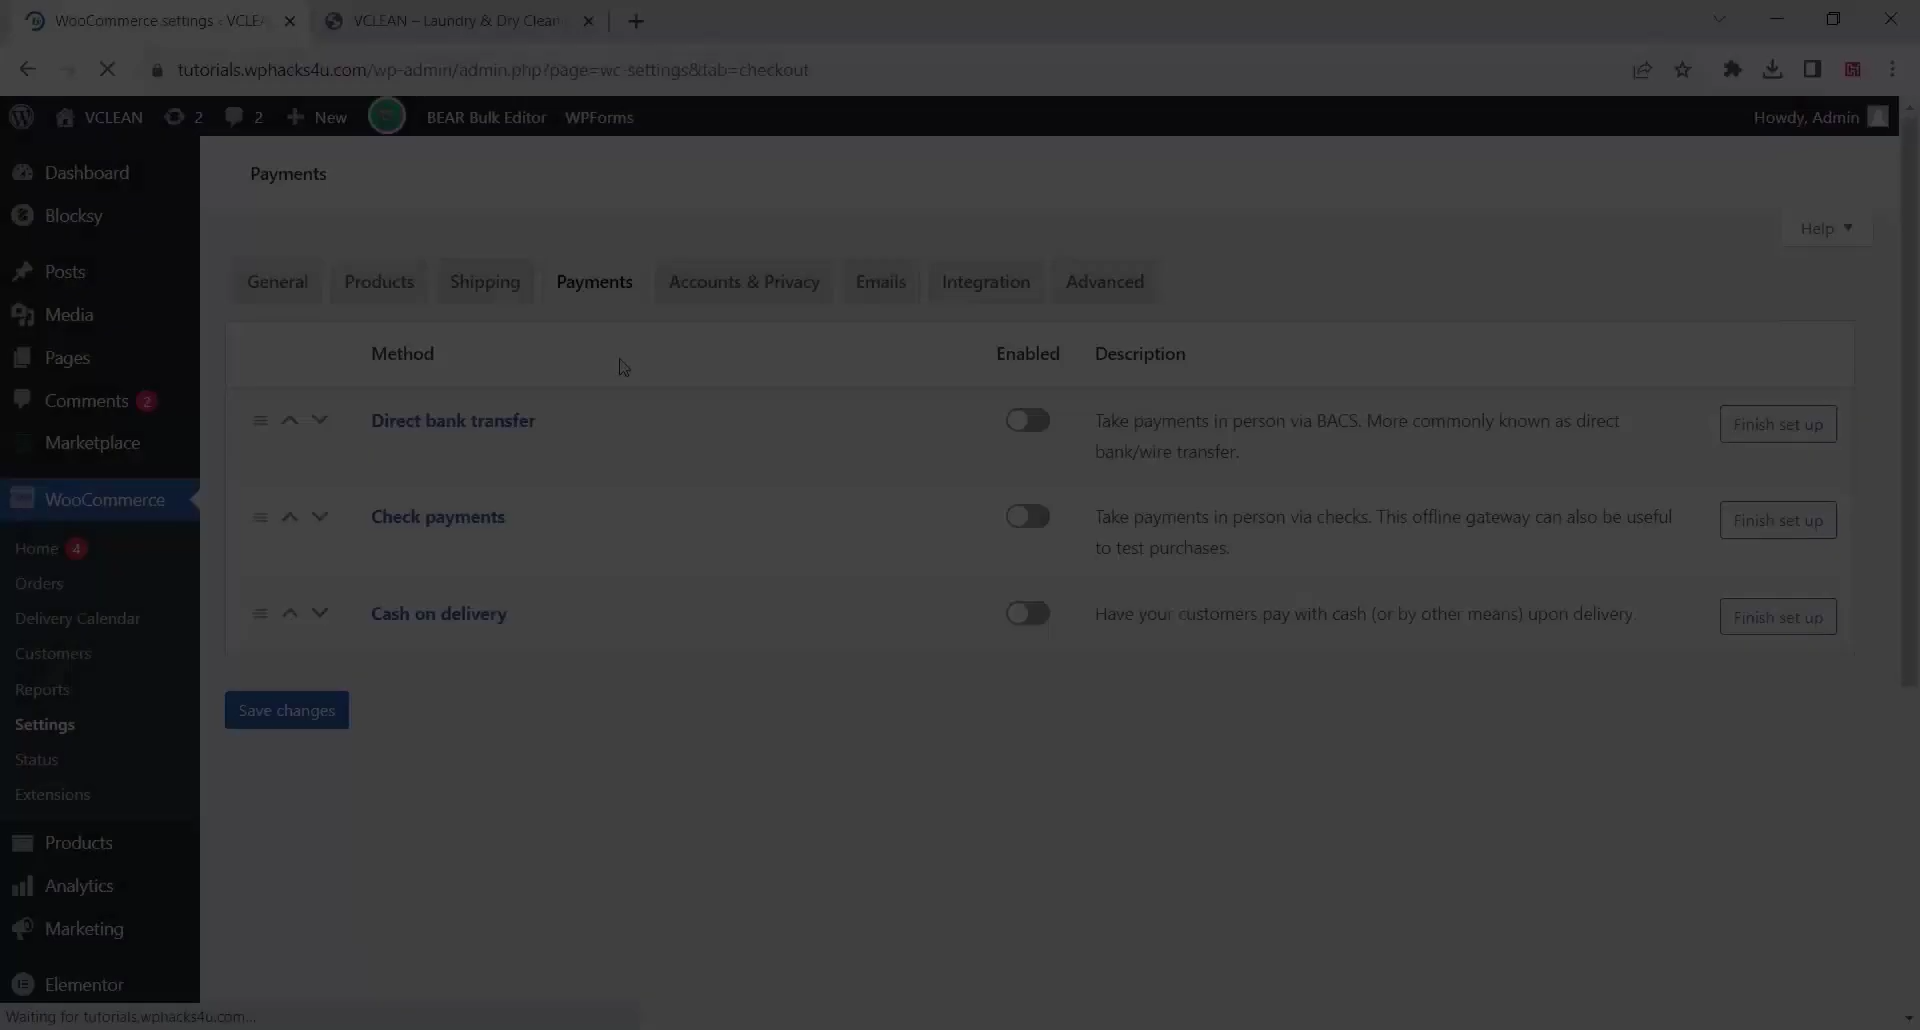 WooCommerce settings ‹ VCLEA
VCLEAN – Laundry & Dry Clean
tutorials.wphacks4u.com/wp-admin/admin.php?page=wc-settings&tab=checkout
VCLEAN
2
2
New
BEAR Bulk Editor
WPForms
Howdy, Admin
Dashboard
Blocksy
Posts
Media
Pages
Comments 2
Marketplace
WooCommerce
Home 4
Orders
Delivery Calendar
Customers
Reports
Settings
Status
Extensions
Products
Analytics
Marketing
Elementor
Payments
Help
General
Products
Shipping
Payments
Accounts & Privacy
Emails
Integration
Advanced
Method
Enabled
Description
Direct bank transfer
Take payments in person via BACS. More commonly known as direct
bank/wire transfer.
Finish set up
Check payments
Take payments in person via checks. This offline gateway can also be useful
to test purchases.
Finish set up
Cash on delivery
Have your customers pay with cash (or by other means) upon delivery.
Finish set up
Save changes
Waiting for tutorials.wphacks4u.com...